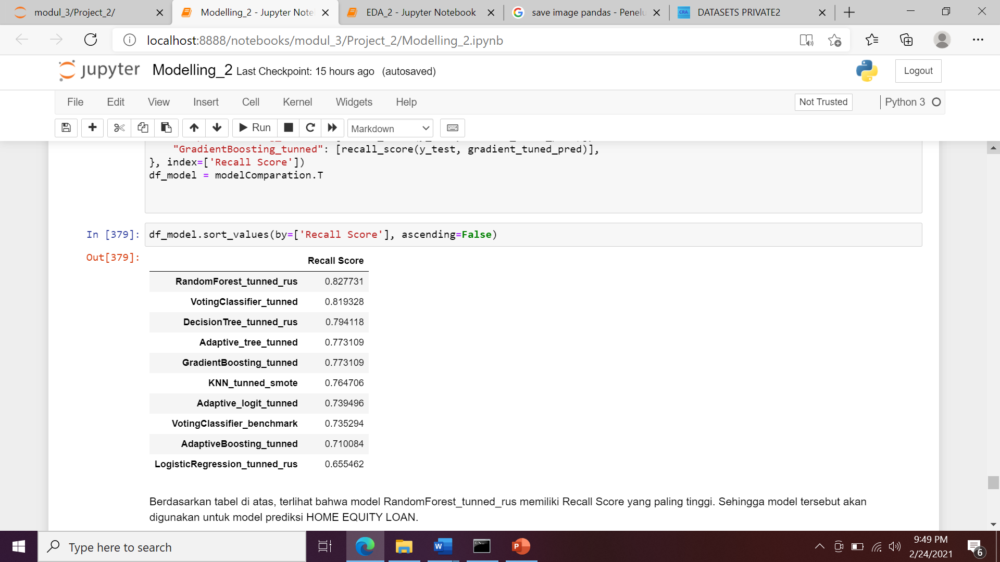 modul_3/Project_2/
Modelling_2 - Jupyter Note
EDA_2 - Jupyter Notebook
save image pandas - Penelu
CRA
DATASETS PRIVATE2
localhost:8888/notebooks/modul_3/Project_2/Modelling_2.ipynb
jupyter Modelling_2 Last Checkpoint: 15 hours ago (autosaved)
Logout
File Edit View Insert Cell Kernel Widgets Help
Not Trusted
Python 3
Run
Markdown
"GradientBoosting_tunned": [recall_score(y_test, gradient_tuned_pred)],
}, index=['Recall Score'])
df_model = modelComparation.T
In [379]: df_model.sort_values(by=['Recall Score'], ascending=False)
Out[379]:
Recall Score
RandomForest_tunned_rus 0.827731
VotingClassifier_tunned 0.819328
DecisionTree_tunned_rus 0.794118
Adaptive_tree_tunned 0.773109
GradientBoosting_tunned 0.773109
KNN_tunned_smote 0.764706
Adaptive_logit_tunned 0.739496
VotingClassifier_benchmark 0.735294
AdaptiveBoosting_tunned 0.710084
LogisticRegression_tunned_rus 0.655462
Berdasarkan tabel di atas, terlihat bahwa model RandomForest_tunned_rus memiliki Recall Score yang paling tinggi. Sehingga model tersebut akan
digunakan untuk model prediksi HOME EQUITY LOAN.
Type here to search
9:49 PM
2/24/2021
6